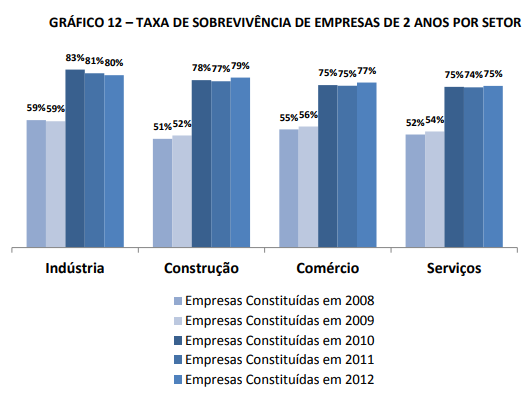 GRÁFICO 12 – TAXA DE SOBREVIVÊNCIA DE EMPRESAS DE 2 ANOS POR SETOR
59% 59% 83% 81% 80%
51% 52% 78% 77% 79%
55% 56% 75% 75% 77%
52% 54% 75% 74% 75%
Indústria Construção Comércio Serviços
Empresas Constituídas em 2008
Empresas Constituídas em 2009
Empresas Constituídas em 2010
Empresas Constituídas em 2011
Empresas Constituídas em 2012